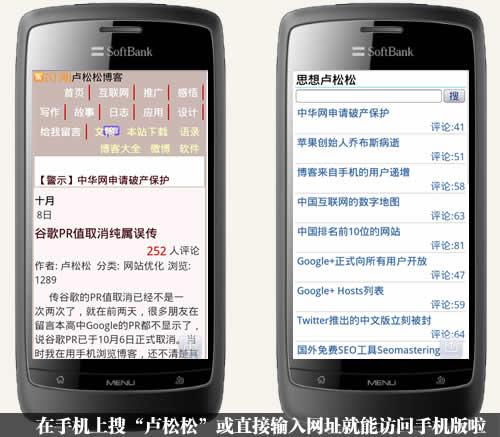 SoftBank
卢松松博客
首页 互联网 推广 感悟
写作 故事 日志 应用 设计
给我留言 本站下载 语录
博客大全 微博 软件
【警示】中华网申请破产保护
十月
8日
谷歌PR值取消纯属误传
252 人评论
作者: 卢松松 分类: 网站优化 浏览:
1289
传谷歌的PR值取消已经不是一
次两次了，就在前两天，很多朋友在
留言本高中Google的PR都不显示了，
说谷歌PR已于10月6日正式取消。当
时我在用手机浏览博客，还不清楚真
MENU
SoftBank
思想卢松松
搜
中华网申请破产保护
评论:41
苹果创始人乔布斯病逝
评论:51
博客来自手机的用户递增
评论:58
中国互联网的数字地图
评论:63
中国排名前10位的网站
评论:81
Google+正式向所有用户开放
评论:47
Google+ Hosts列表
评论:59
Twitter推出的中文版立刻被封
评论:64
国外免费SEO工具Seomastering
MENU
在手机上搜“卢松松”或直接输入网址就能访问手机版啦